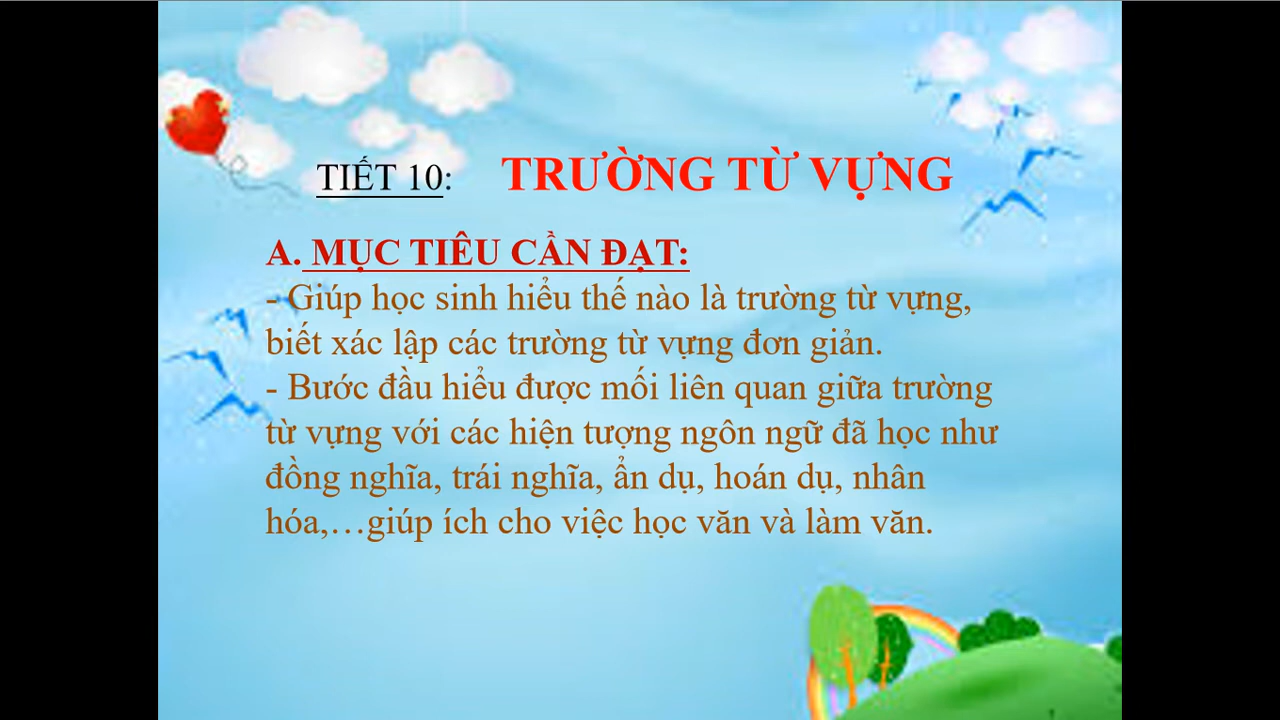 TIẾT 10: TRƯỜNG TỪ VỰNG
A. MỤC TIÊU CẦN ĐẠT:
- Giúp học sinh hiểu thế nào là trường từ vựng,
biết xác lập các trường từ vựng đơn giản.
- Bước đầu hiểu được mối liên quan giữa trường
từ vựng với các hiện tượng ngôn ngữ đã học như
đồng nghĩa, trái nghĩa, ẩn dụ, hoán dụ, nhân
hóa,…giúp ích cho việc học văn và làm văn.